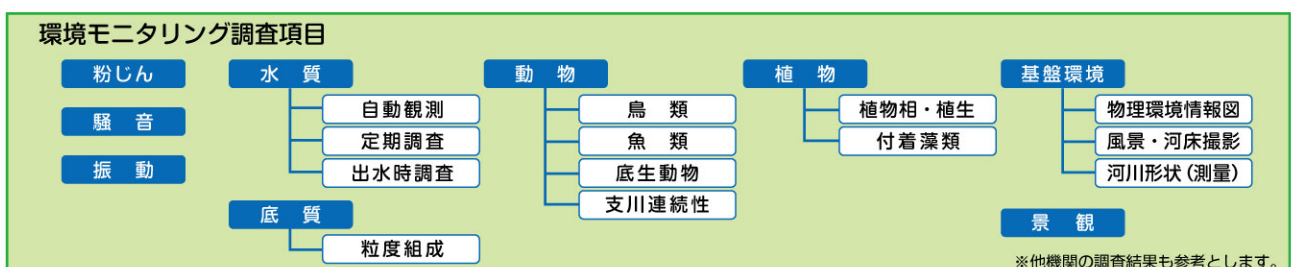 環境モニタリング調査項目
粉じん
騒 音
振 動
水 質
自動観測
定期調査
出水時調査
底 質
粒度組成
動 物
鳥 類
魚 類
底生動物
支川連続性
植 物
植物相・植生
付着藻類
基盤環境
物理環境情報図
風景・河床撮影
河川形状(測量)
景 観
※他機関の調査結果も参考とします。